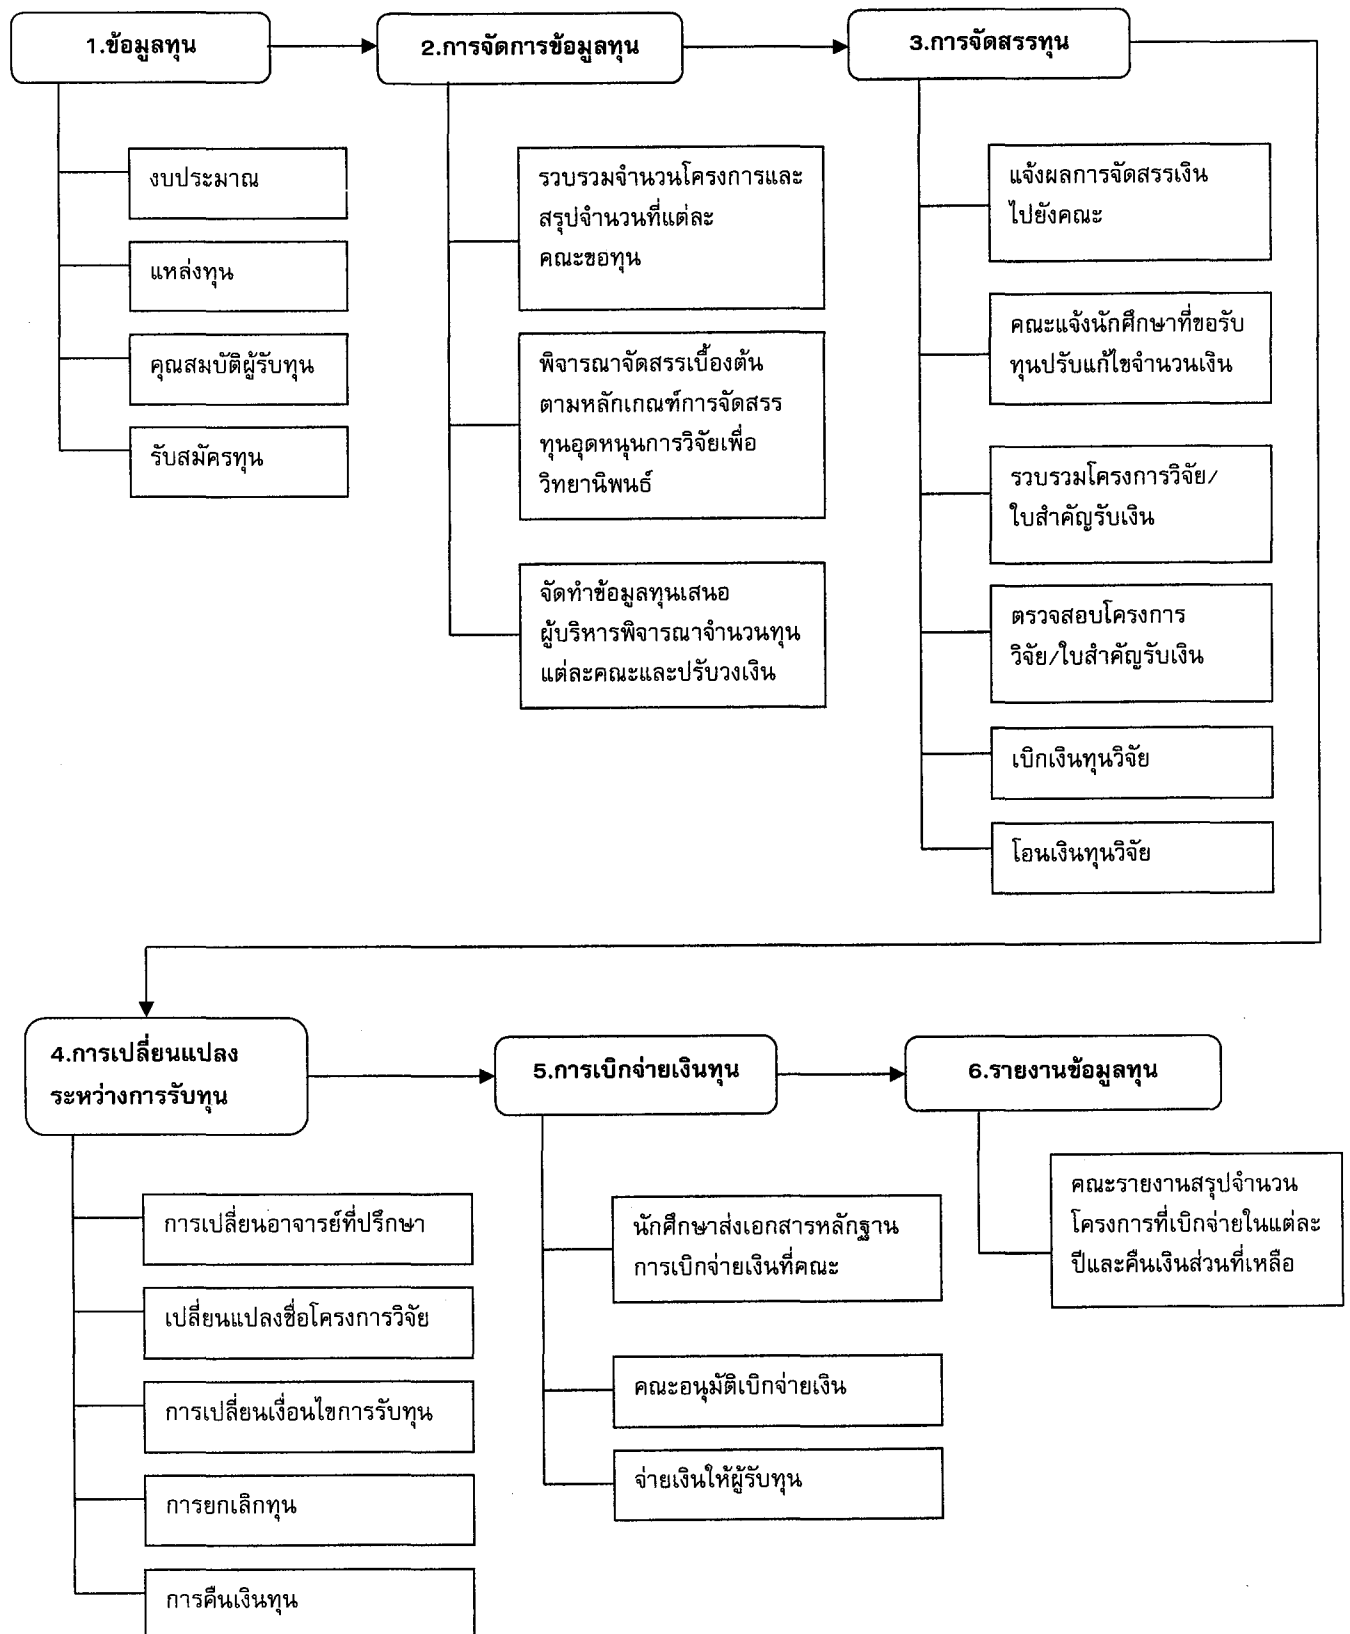 1.ข้อมูลทุน
งบประมาณ
แหล่งทุน
คุณสมบัติผู้รับทุน
รับสมัครทุน
2.การจัดการข้อมูลทุน
รวบรวมจำนวนโครงการและ
สรุปจำนวนที่แต่ละ
คณะขอทุน
พิจารณาจัดสรรเบื้องต้น
ตามหลักเกณฑ์การจัดสรร
ทุนอุดหนุนการวิจัยเพื่อ
วิทยานิพนธ์
จัดทำข้อมูลทุนเสนอ
ผู้บริหารพิจารณาจำนวนทุน
แต่ละคณะและปรับวงเงิน
3.การจัดสรรทุน
แจ้งผลการจัดสรรเงิน
ไปยังคณะ
คณะแจ้งนักศึกษาที่ขอรับ
ทุนปรับแก้ไขจำนวนเงิน
รวบรวมโครงการวิจัย/
ใบสำคัญรับเงิน
ตรวจสอบโครงการ
วิจัย/ใบสำคัญรับเงิน
เบิกเงินทุนวิจัย
โอนเงินทุนวิจัย
4.การเปลี่ยนแปลง
ระหว่างการรับทุน
การเปลี่ยนอาจารย์ที่ปรึกษา
เปลี่ยนแปลงชื่อโครงการวิจัย
การเปลี่ยนเงื่อนไขการรับทุน
การยกเลิกทุน
การคืนเงินทุน
5.การเบิกจ่ายเงินทุน
นักศึกษาส่งเอกสารหลักฐาน
การเบิกจ่ายเงินที่คณะ
คณะอนุมัติเบิกจ่ายเงิน
จ่ายเงินให้ผู้รับทุน
6.รายงานข้อมูลทุน
คณะรายงานสรุปจำนวน
โครงการที่เบิกจ่ายในแต่ละ
ปีและคืนเงินส่วนที่เหลือ